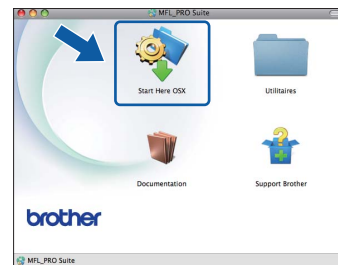 MFL_PRO Suite
Start Here OSX
Utilitaires
Documentation
Support Brother
brother
MFL_PRO Suite